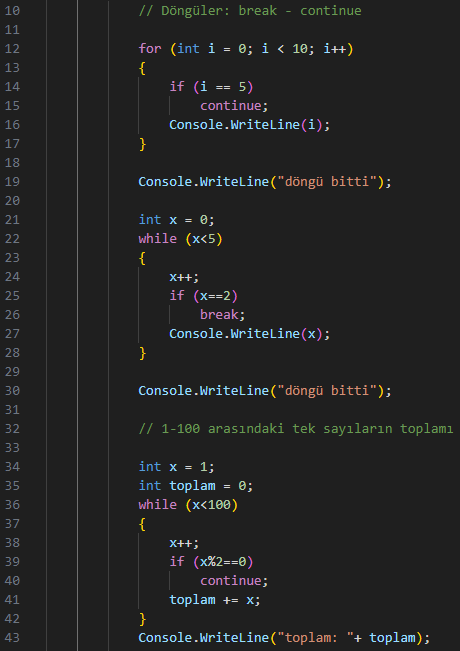 10 // Döngüler: break - continue
11
12 for (int i = 0; i < 10; i++)
13 {
14 if (i == 5)
15 continue;
16 Console.WriteLine(i);
17 }
18
19 Console.WriteLine("döngü bitti");
20
21 int x = 0;
22 while (x<5)
23 {
24 x++;
25 if (x==2)
26 break;
27 Console.WriteLine(x);
28 }
29
30 Console.WriteLine("döngü bitti");
31
32 // 1-100 arasındaki tek sayıların toplamı
33
34 int x = 1;
35 int toplam = 0;
36 while (x<100)
37 {
38 x++;
39 if (x%2==0)
40 continue;
41 toplam += x;
42 }
43 Console.WriteLine("toplam: "+ toplam);